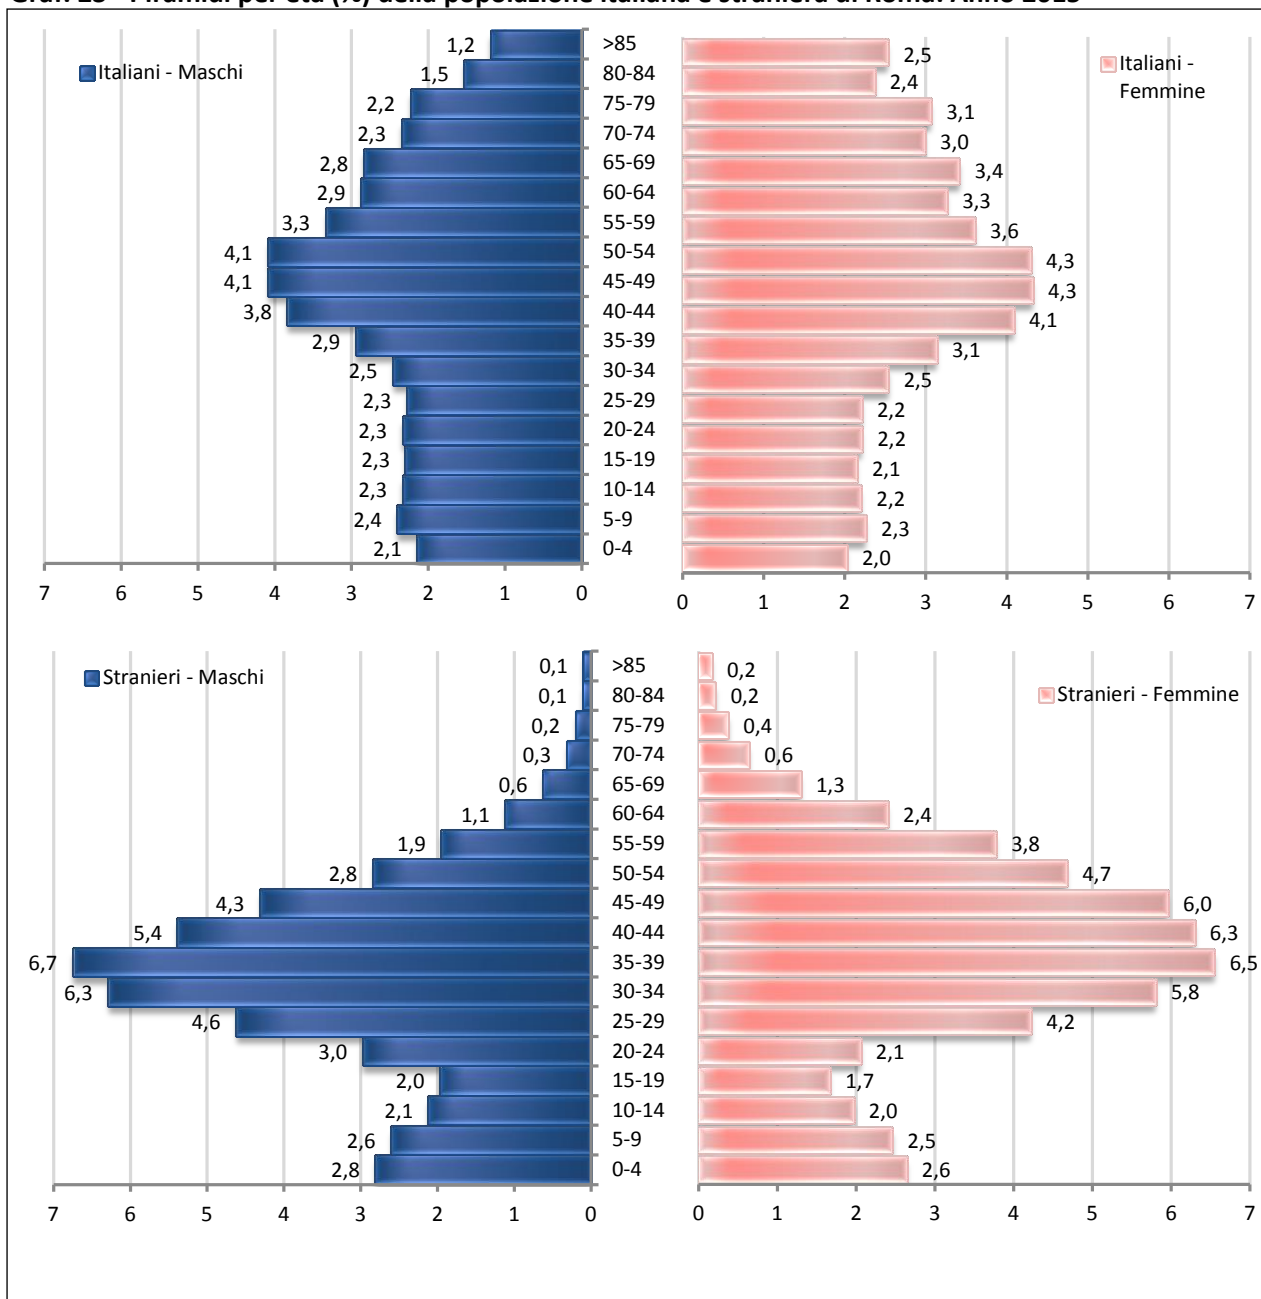 Graf. - Piramidi per età (%) della popolazione italiana e straniera di Roma. Anno
Italiani - Maschi
Italiani -
Femmine
1,2 >85 2,5
1,5 80-84 2,4
2,2 75-79 3,1
2,3 70-74 3,0
2,8 65-69 3,4
2,9 60-64 3,3
3,3 55-59 3,6
4,1 50-54 4,3
4,1 45-49 4,3
3,8 40-44 4,1
2,9 35-39 3,1
2,5 30-34 2,5
2,3 25-29 2,2
2,3 20-24 2,2
2,3 15-19 2,1
2,3 10-14 2,2
2,4 5-9 2,3
2,1 0-4 2,0
7 6 5 4 3 2 1 0 0 1 2 3 4 5 6 7
Stranieri - Maschi
Stranieri - Femmine
0,1 >85 0,2
0,1 80-84 0,2
0,2 75-79 0,4
0,3 70-74 0,6
0,6 65-69 1,3
1,1 60-64 2,4
1,9 55-59 3,8
2,8 50-54 4,7
4,3 45-49 6,0
5,4 40-44 6,3
6,7 35-39 6,5
6,3 30-34 5,8
4,6 25-29 4,2
3,0 20-24 2,1
2,0 15-19 1,7
2,1 10-14 2,0
2,6 5-9 2,5
2,8 0-4 2,6
7 6 5 4 3 2 1 0 0 1 2 3 4 5 6 7